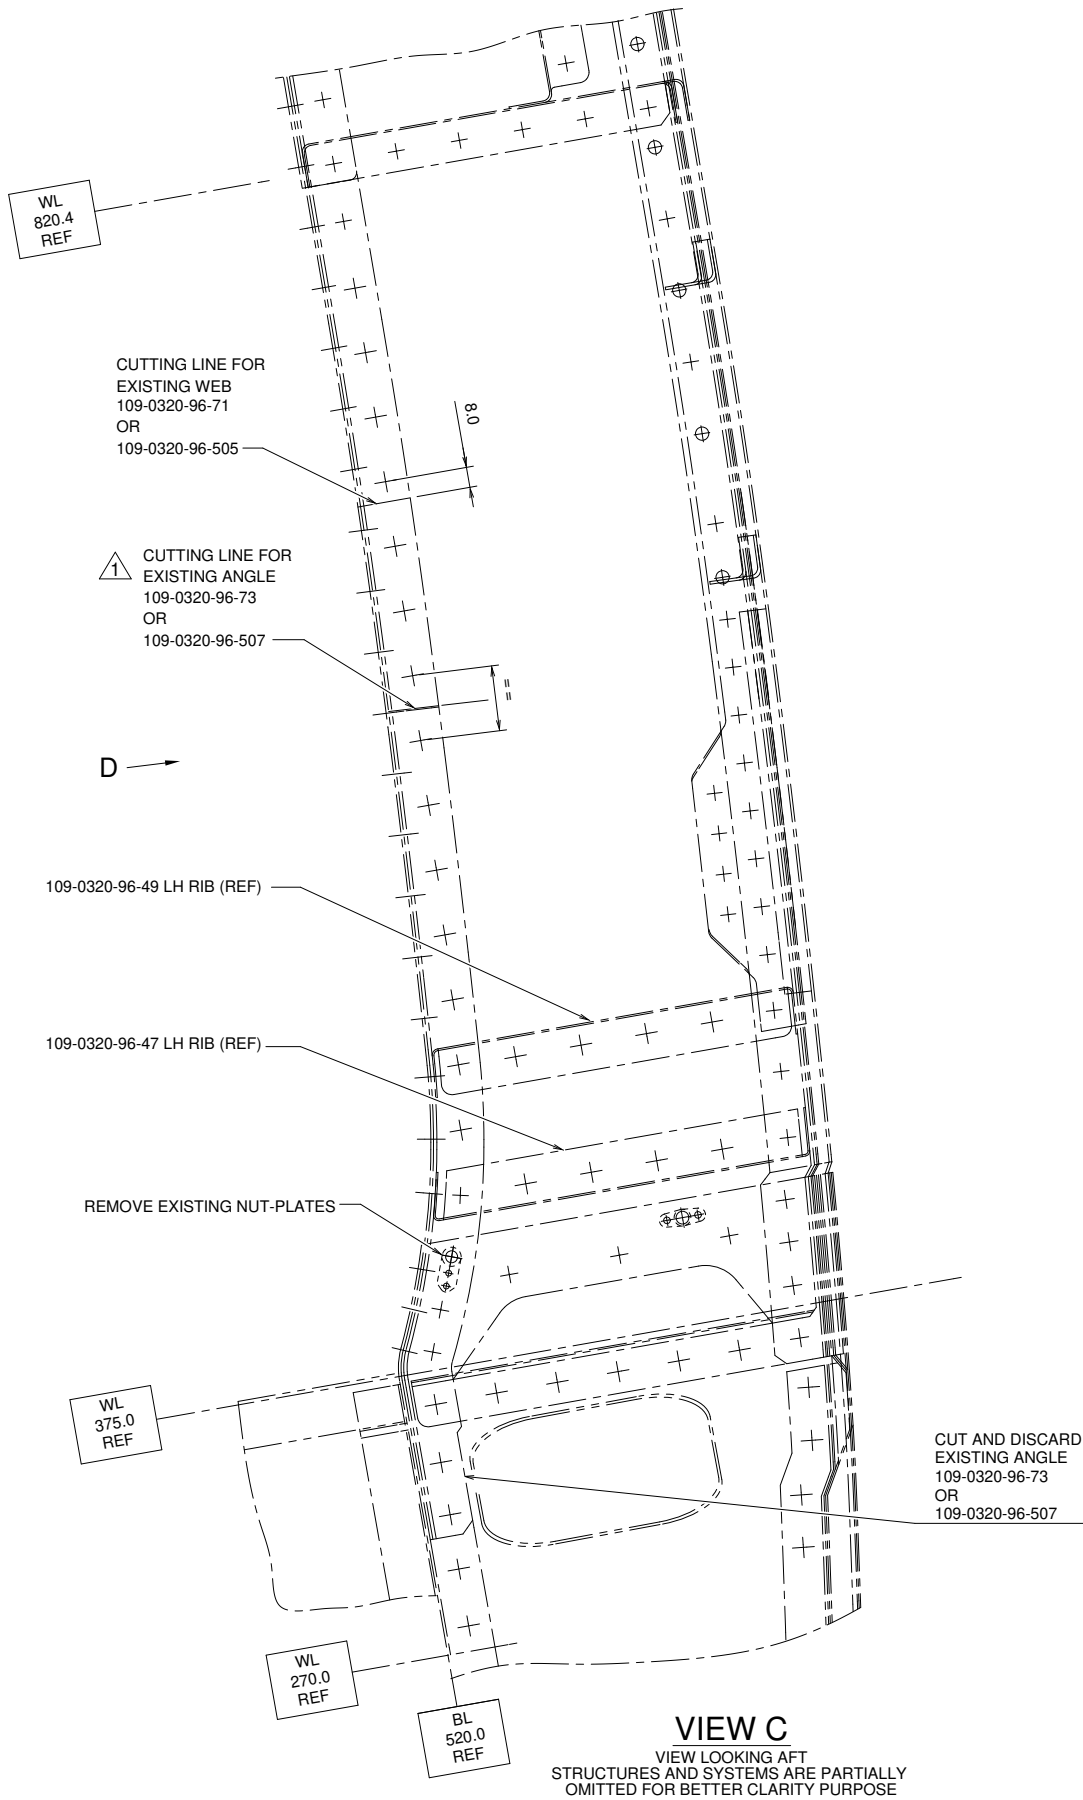 WL
820.4
REF
CUTTING LINE FOR
EXISTING WEB
109-0320-96-71
OR
109-0320-96-505
8.0
1
CUTTING LINE FOR
EXISTING ANGLE
109-0320-96-73
OR
109-0320-96-507
=
D
109-0320-96-49 LH RIB (REF)
109-0320-96-47 LH RIB (REF)
REMOVE EXISTING NUT-PLATES
WL
375.0
REF
CUT AND DISCARD
EXISTING ANGLE
109-0320-96-73
OR
109-0320-96-507
WL
270.0
REF
BL
520.0
REF
VIEW C
VIEW LOOKING AFT
STRUCTURES AND SYSTEMS ARE PARTIALLY
OMITTED FOR BETTER CLARITY PURPOSE